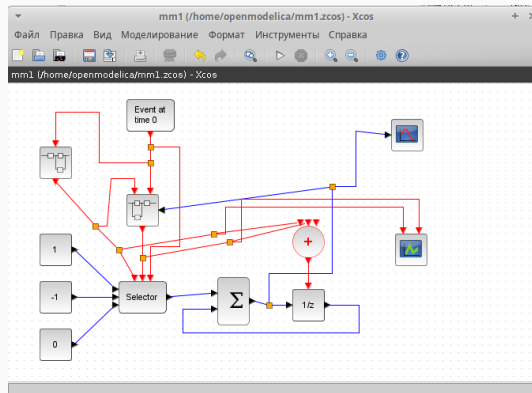 mm1 (/home/openmodelica/mm1.zcos) - Xcos
Файл Правка Вид Моделирование Формат Инструменты Справка
mm1 (/home/openmodelica/mm1.zcos) - Xcos
Event at
time 0
1
-1
0
Selector
Σ
+
1/z